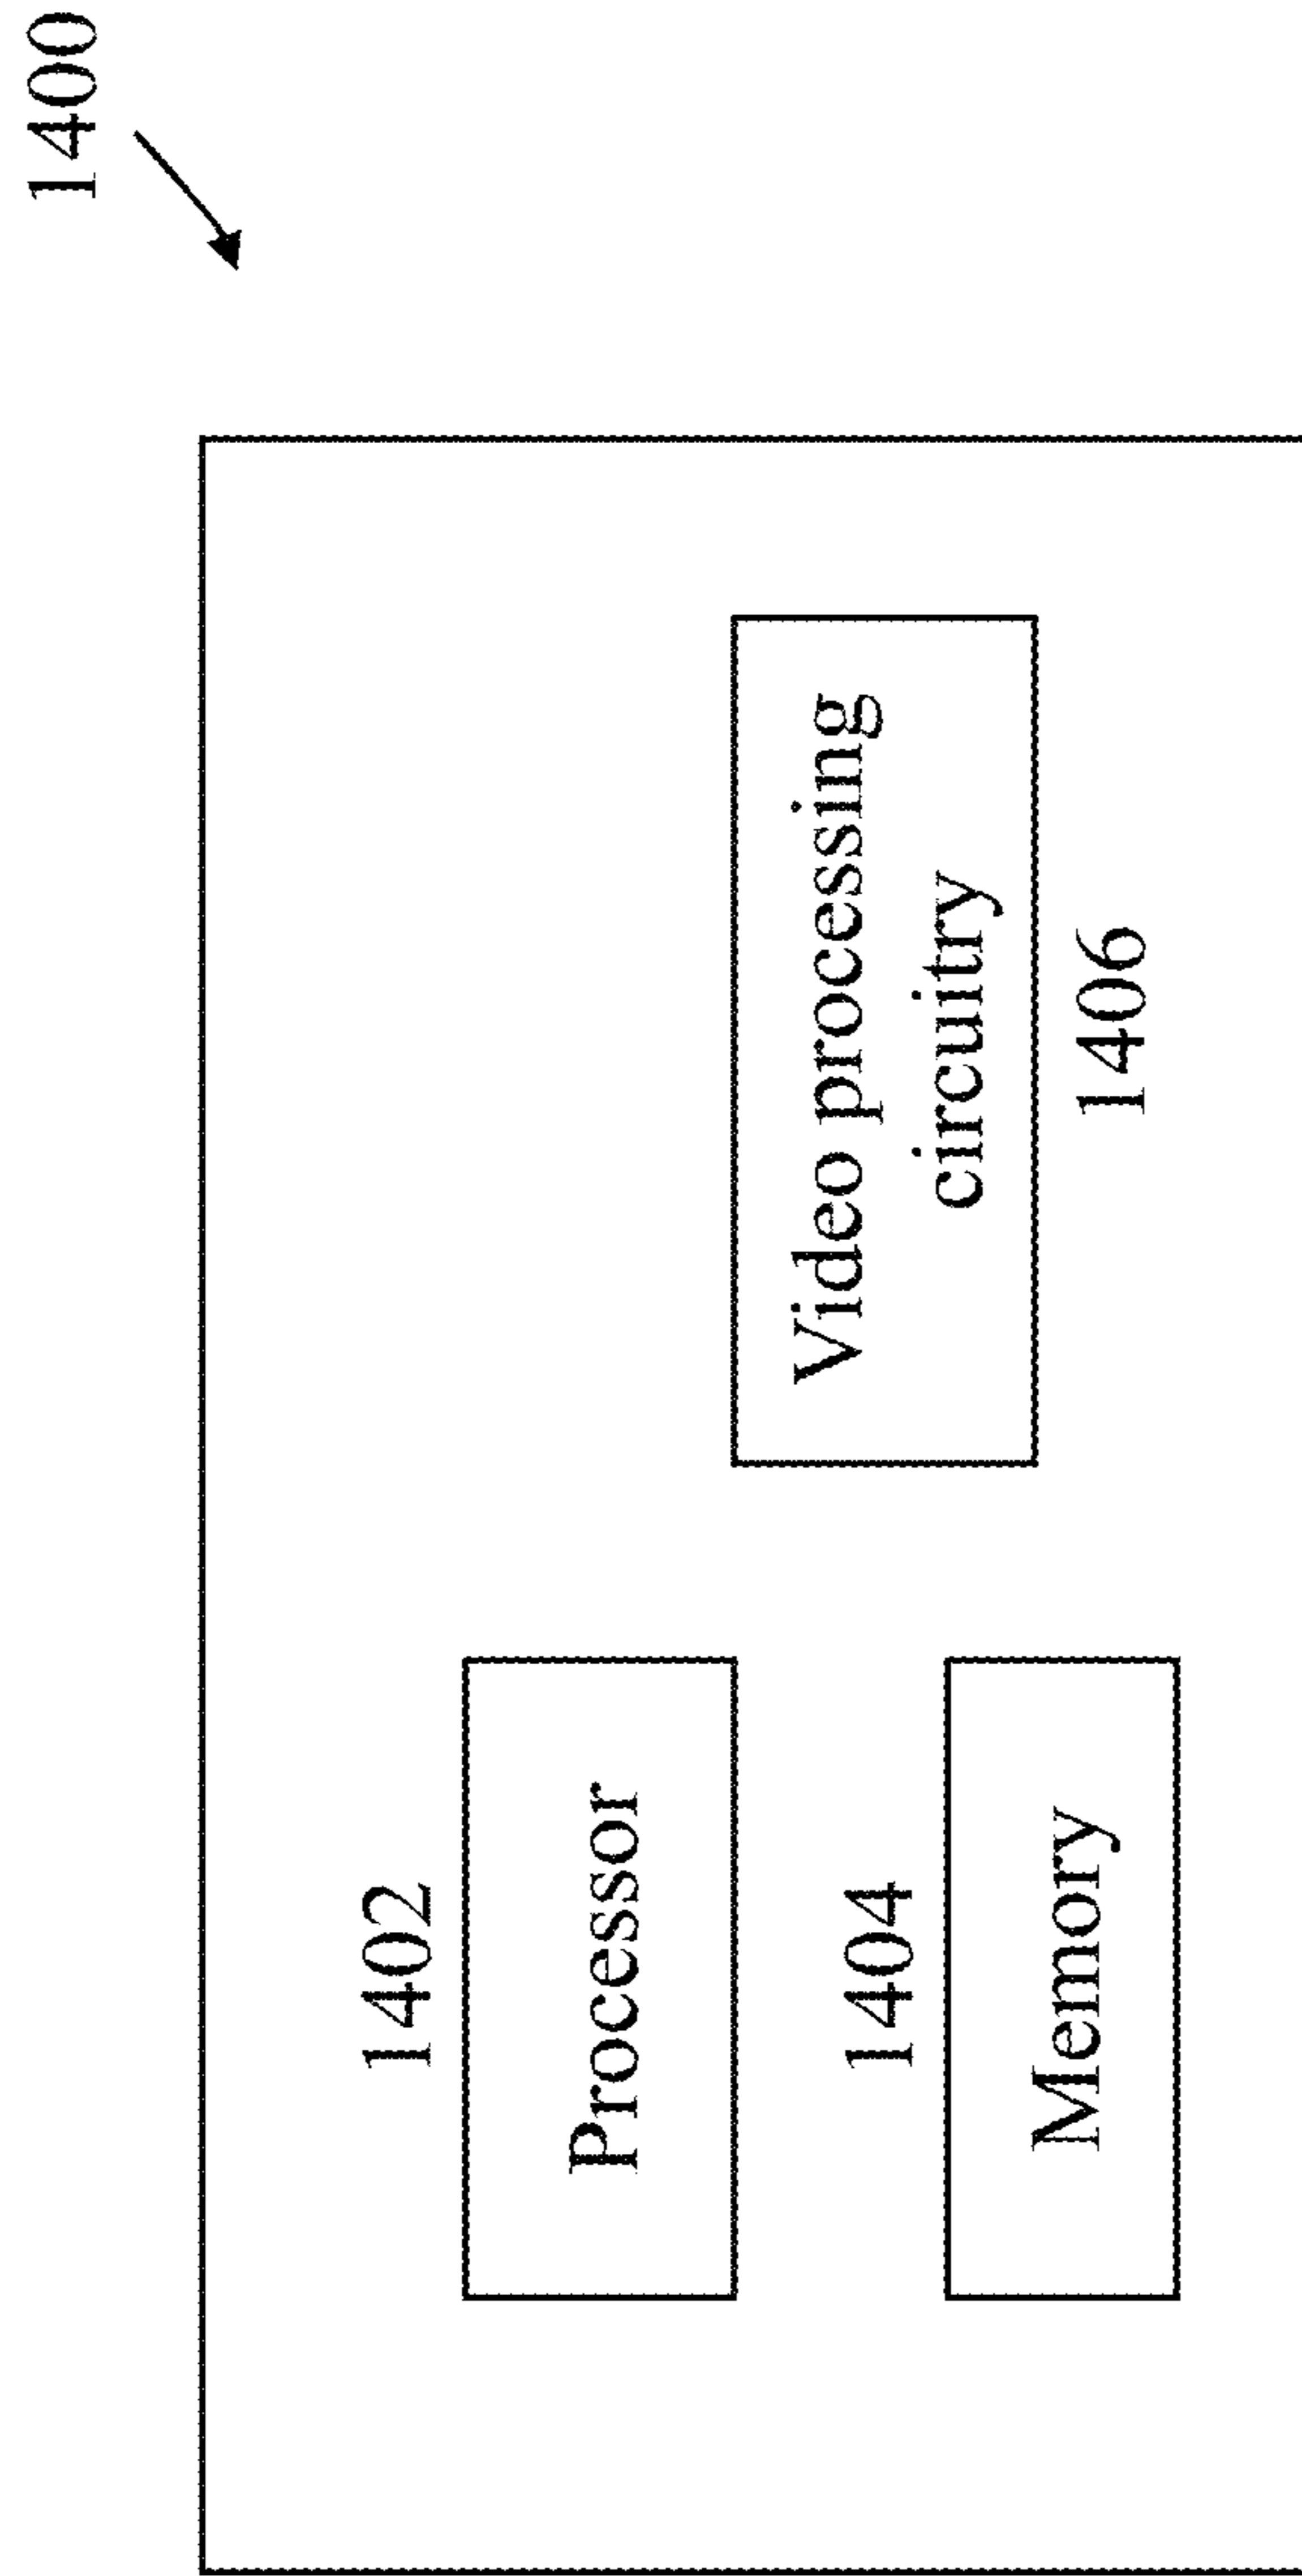 1400
1402
Processor
1404
Memory
Video processing
circuitry
1406